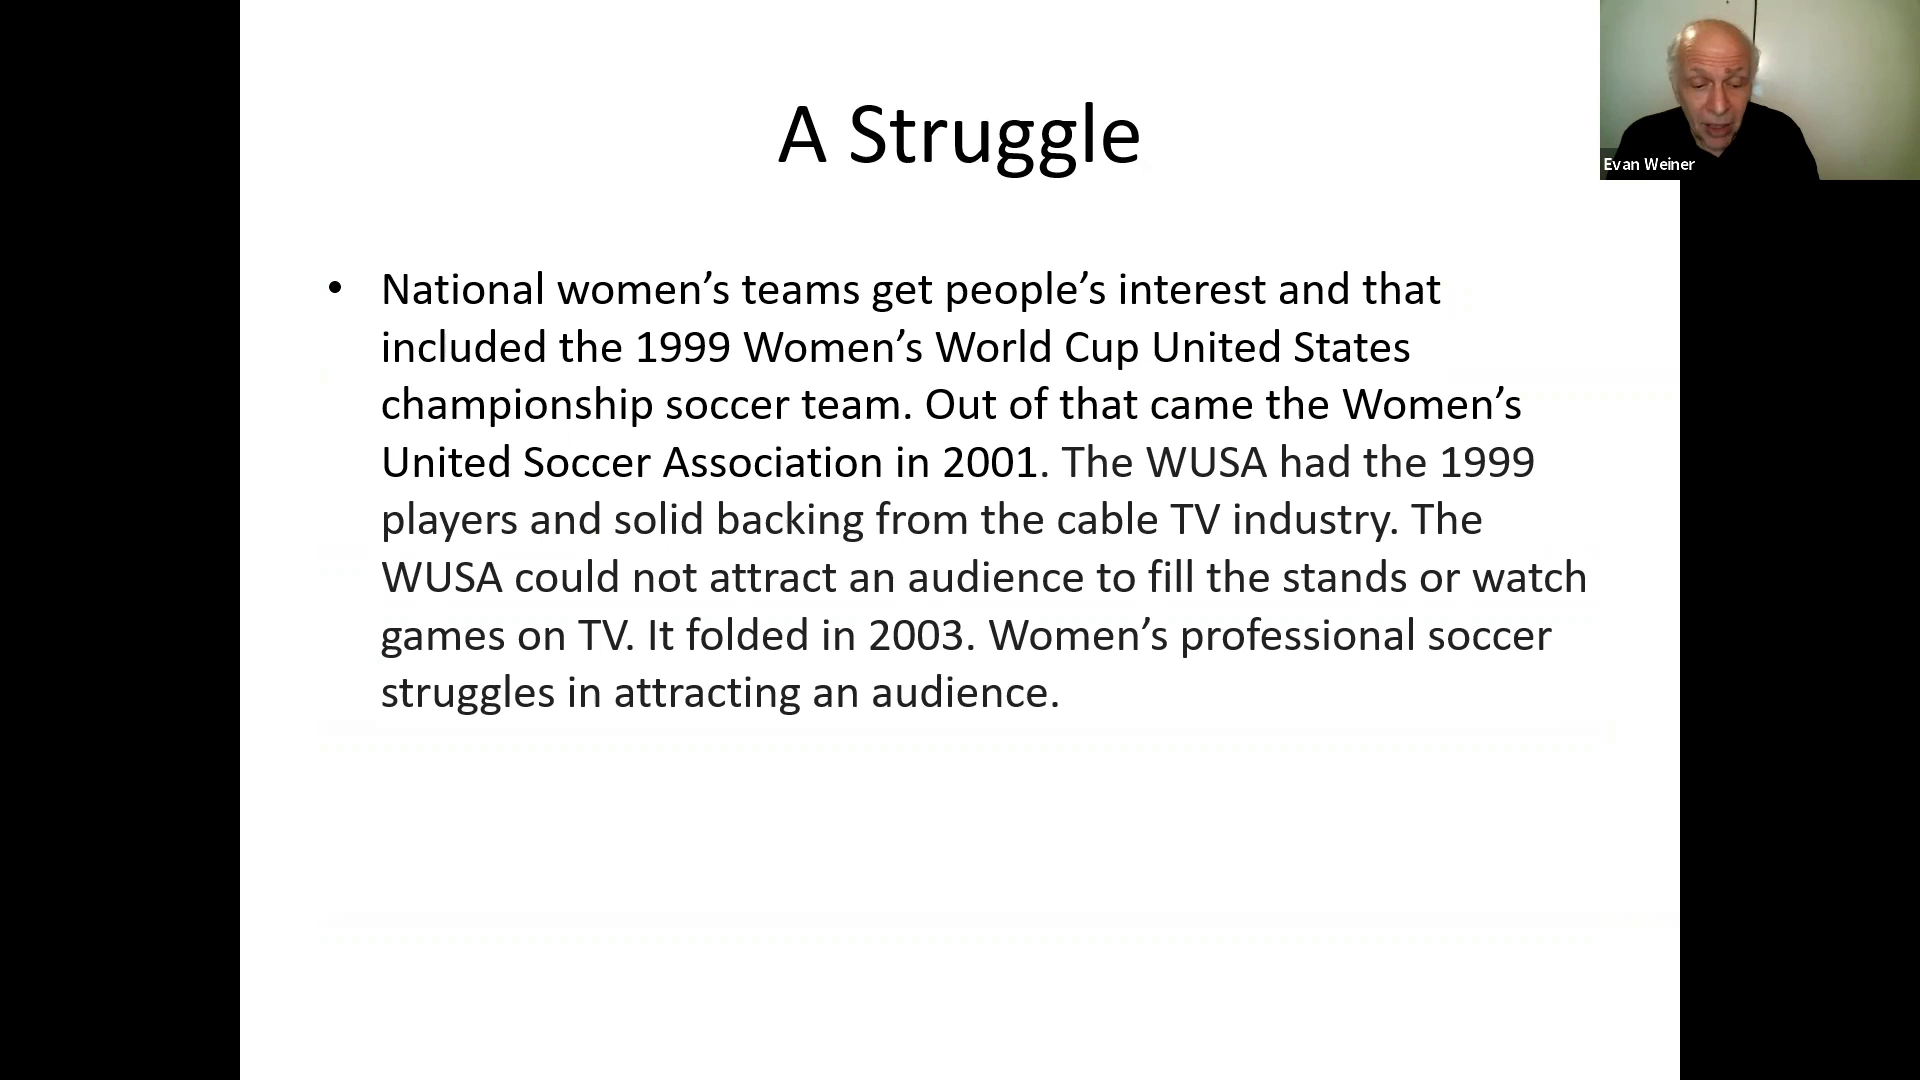 A Struggle
• National women’s teams get people’s interest and that
included the 1999 Women’s World Cup United States
championship soccer team. Out of that came the Women’s
United Soccer Association in 2001. The WUSA had the 1999
players and solid backing from the cable TV industry. The
WUSA could not attract an audience to fill the stands or watch
games on TV. It folded in 2003. Women’s professional soccer
struggles in attracting an audience.
Evan Weiner